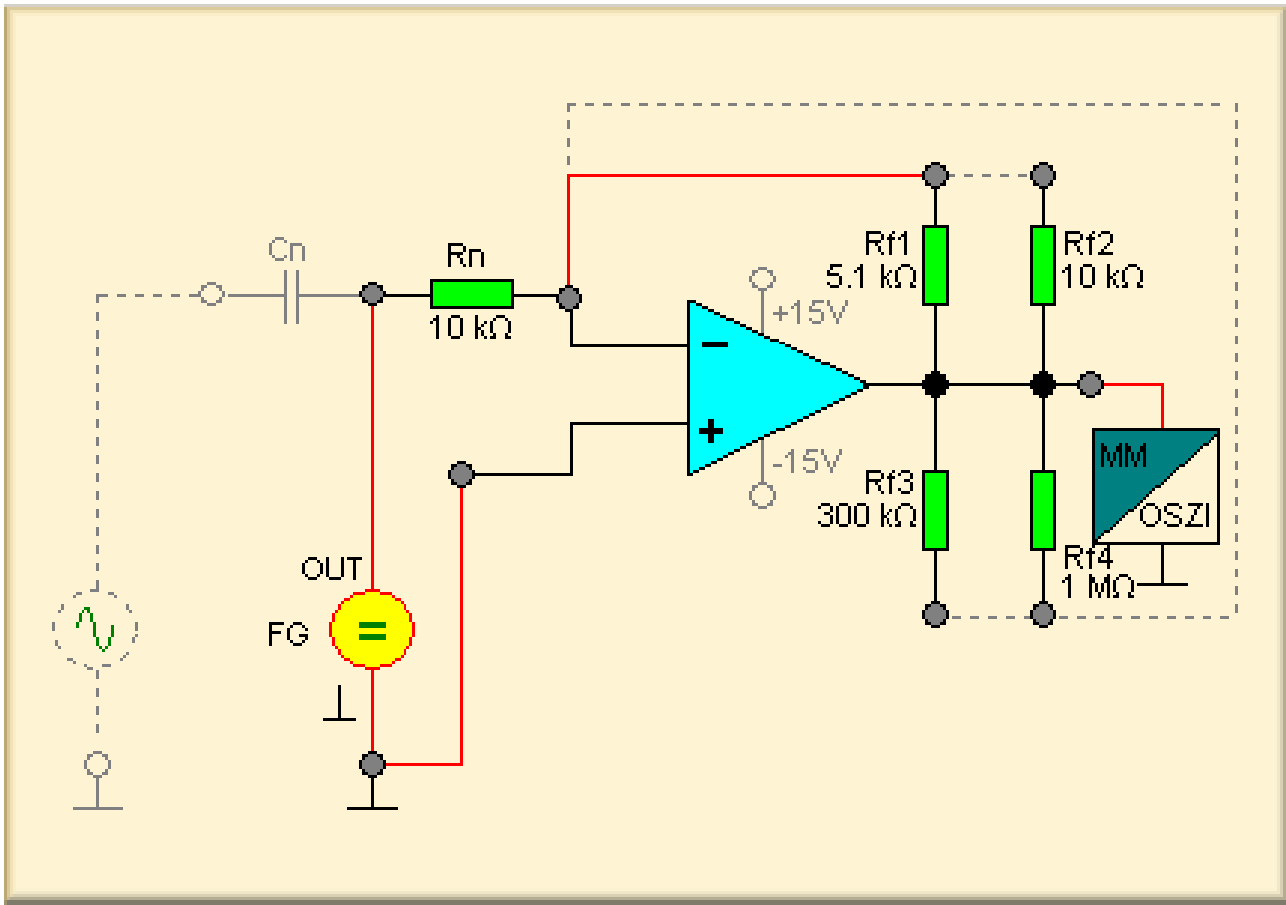 Cn
Rn
10 kΩ
Rf1
5.1 kΩ
Rf2
10 kΩ
+15V
−
+
-15V
Rf3
300 kΩ
Rf4
1 MΩ
MM
OSZI
OUT
FG
=